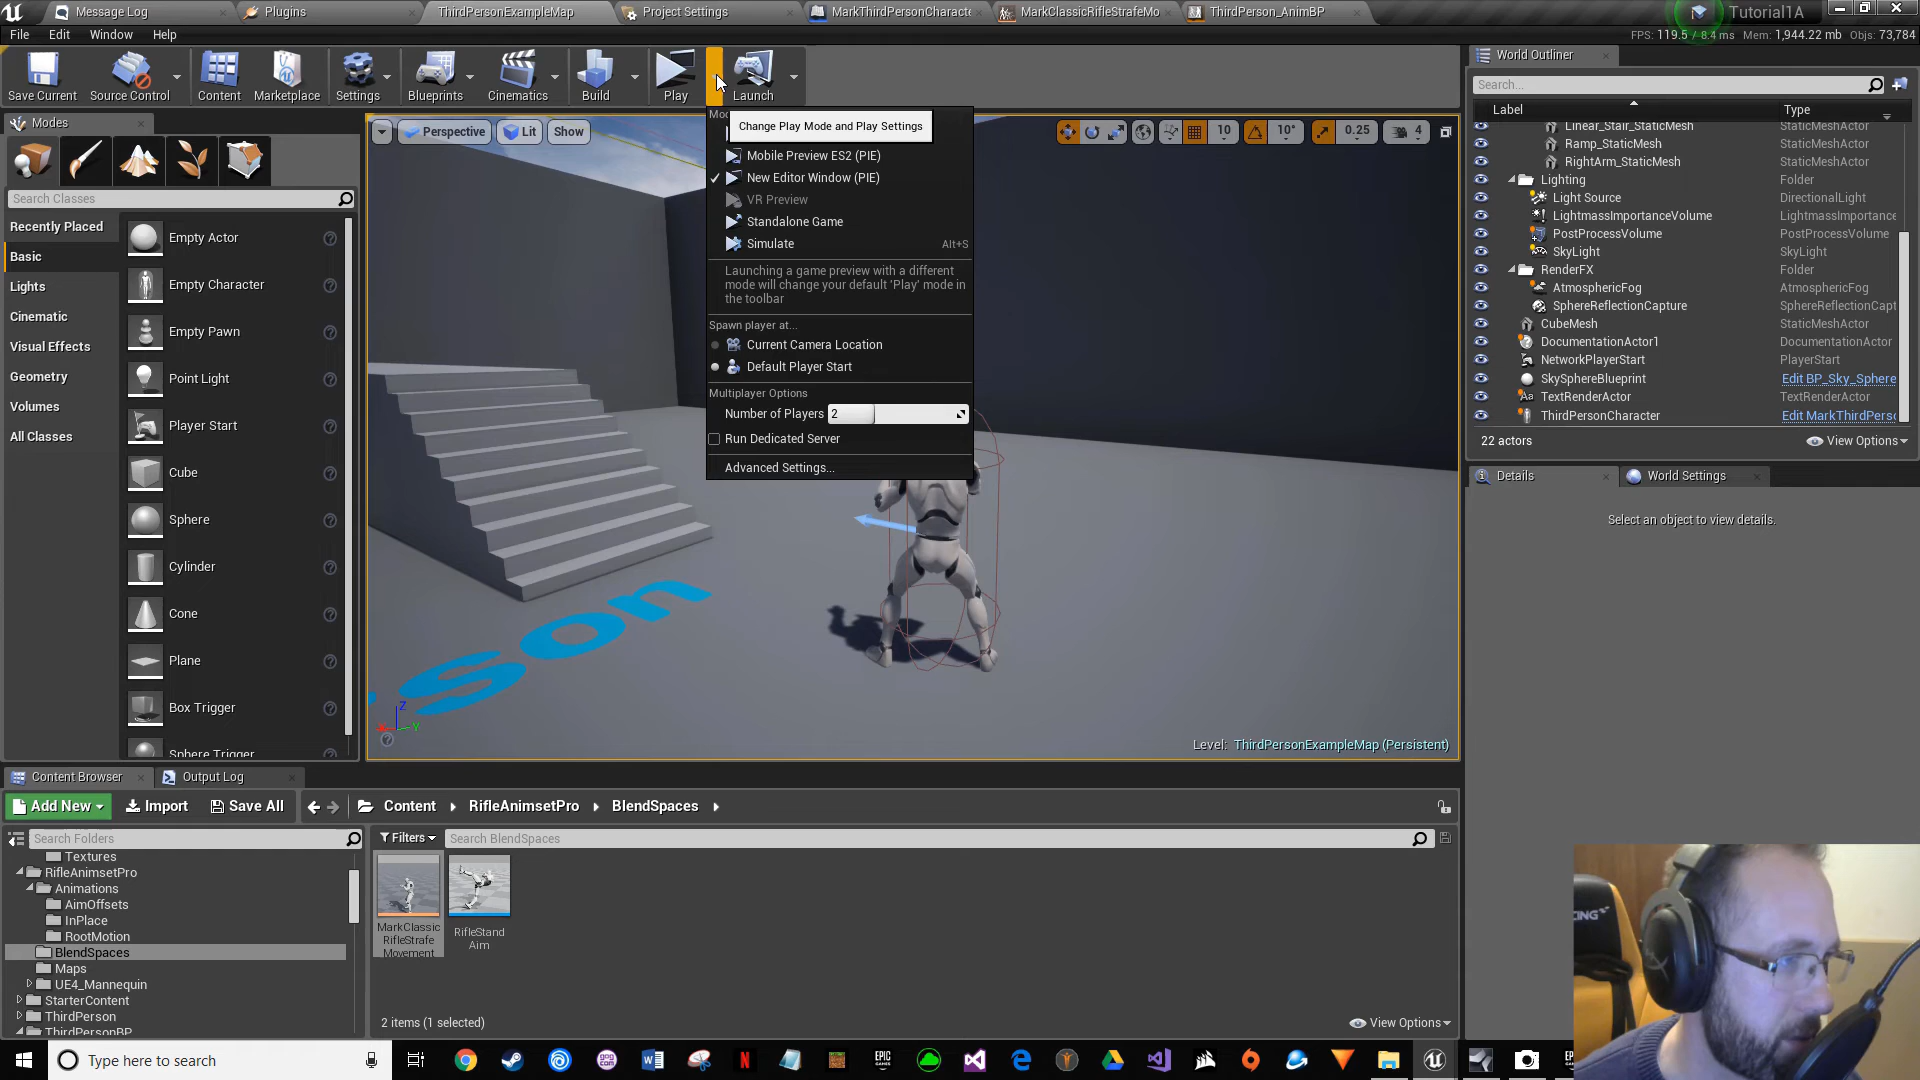 Message Log
Plugins
ThirdPersonExampleMap
Project Settings
MarkThirdPersonCharacte
MarkClassicRifleStrafeMo
ThirdPerson_AnimBP
Tutorial1A
File
Edit
Window
Help
FPS: 119.5 / 8.4 ms
Mem: 1,944.22 mb
Objs: 73,784
Save Current
Source Control
Content
Marketplace
Settings
Blueprints
Cinematics
Build
Play
Launch
Modes
Search Classes
Recently Placed
Basic
Lights
Cinematic
Visual Effects
Geometry
Volumes
All Classes
Empty Actor
Empty Character
Empty Pawn
Point Light
Player Start
Cube
Sphere
Cylinder
Cone
Plane
Box Trigger
Sphere Trigger
Perspective
Lit
Show
Change Play Mode and Play Settings
Mobile Preview ES2 (PIE)
New Editor Window (PIE)
VR Preview
Standalone Game
Simulate Alt+S
Launching a game preview with a different
mode will change your default 'Play' mode in
the toolbar
Spawn player at...
Current Camera Location
Default Player Start
Multiplayer Options
Number of Players 2
Run Dedicated Server
Advanced Settings...
10
10°
0.25
4
son
Z
X
Y
Level: ThirdPersonExampleMap (Persistent)
World Outliner
Search...
Label
Type
Linear_Stair_StaticMesh StaticMeshActor
Ramp_StaticMesh StaticMeshActor
RightArm_StaticMesh StaticMeshActor
Lighting Folder
Light Source DirectionalLight
LightmassImportanceVolume LightmassImportance
PostProcessVolume PostProcessVolume
SkyLight SkyLight
RenderFX Folder
AtmosphericFog AtmosphericFog
SphereReflectionCapture SphereReflectionCapt
CubeMesh StaticMeshActor
DocumentationActor1 DocumentationActor
NetworkPlayerStart PlayerStart
SkySphereBlueprint Edit BP_Sky_Sphere
TextRenderActor TextRenderActor
ThirdPersonCharacter Edit MarkThirdPerso
22 actors
View Options
Details
World Settings
Select an object to view details.
Content Browser
Output Log
Add New
Import
Save All
Content
RifleAnimsetPro
BlendSpaces
Search Folders
Filters
Search BlendSpaces
Textures
RifleAnimsetPro
Animations
AimOffsets
InPlace
RootMotion
BlendSpaces
Maps
UE4_Mannequin
StarterContent
ThirdPerson
ThirdPersonBP
MarkClassic
RifleStrafe
Movement
RifleStand
Aim
2 items (1 selected)
View Options
Type here to search